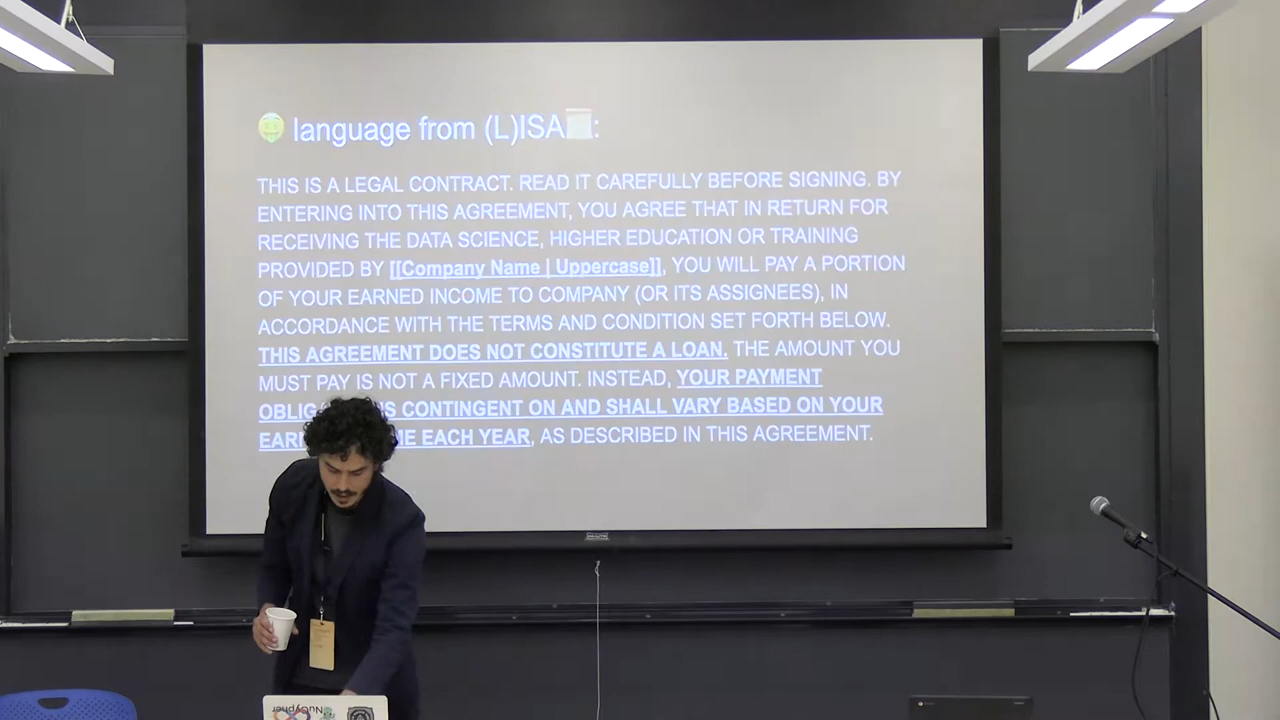 language from (L)ISA :
THIS IS A LEGAL CONTRACT. READ IT CAREFULLY BEFORE SIGNING. BY
ENTERING INTO THIS AGREEMENT, YOU AGREE THAT IN RETURN FOR
RECEIVING THE DATA SCIENCE, HIGHER EDUCATION OR TRAINING
PROVIDED BY [[Company Name | Uppercase]], YOU WILL PAY A PORTION
OF YOUR EARNED INCOME TO COMPANY (OR ITS ASSIGNEES), IN
ACCORDANCE WITH THE TERMS AND CONDITION SET FORTH BELOW.
THIS AGREEMENT DOES NOT CONSTITUTE A LOAN. THE AMOUNT YOU
MUST PAY IS NOT A FIXED AMOUNT. INSTEAD, YOUR PAYMENT
CONTINGENT ON AND SHALL VARY BASED ON YOUR
EACH YEAR, AS DESCRIBED IN THIS AGREEMENT.
DA-LITE
NuCypher